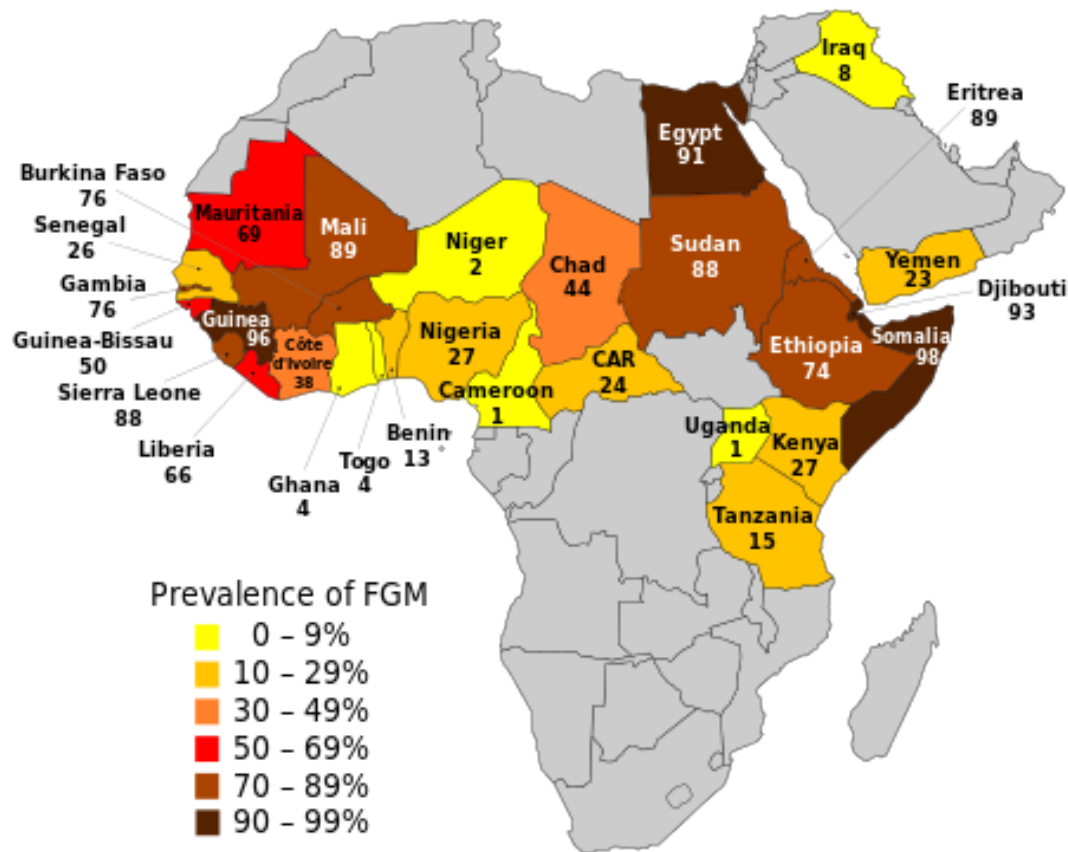 Iraq
8
Eritrea
89
Egypt
91
Burkina Faso
76
Mauritania
69
Mali
89
Senegal
26
Niger
2
Chad
44
Sudan
88
Yemen
23
Gambia
76
Djibouti
93
Guinea
96
Guinea-Bissau
50
Nigeria
27
Somalia
98
Côte
d'Ivoire
38
Ethiopia
74
CAR
24
Sierra Leone
88
Cameroon
1
Liberia
66
Benin
13
Togo
4
Ghana
4
Uganda
1
Kenya
27
Tanzania
15
Prevalence of FGM
0 – 9%
10 – 29%
30 – 49%
50 – 69%
70 – 89%
90 – 99%